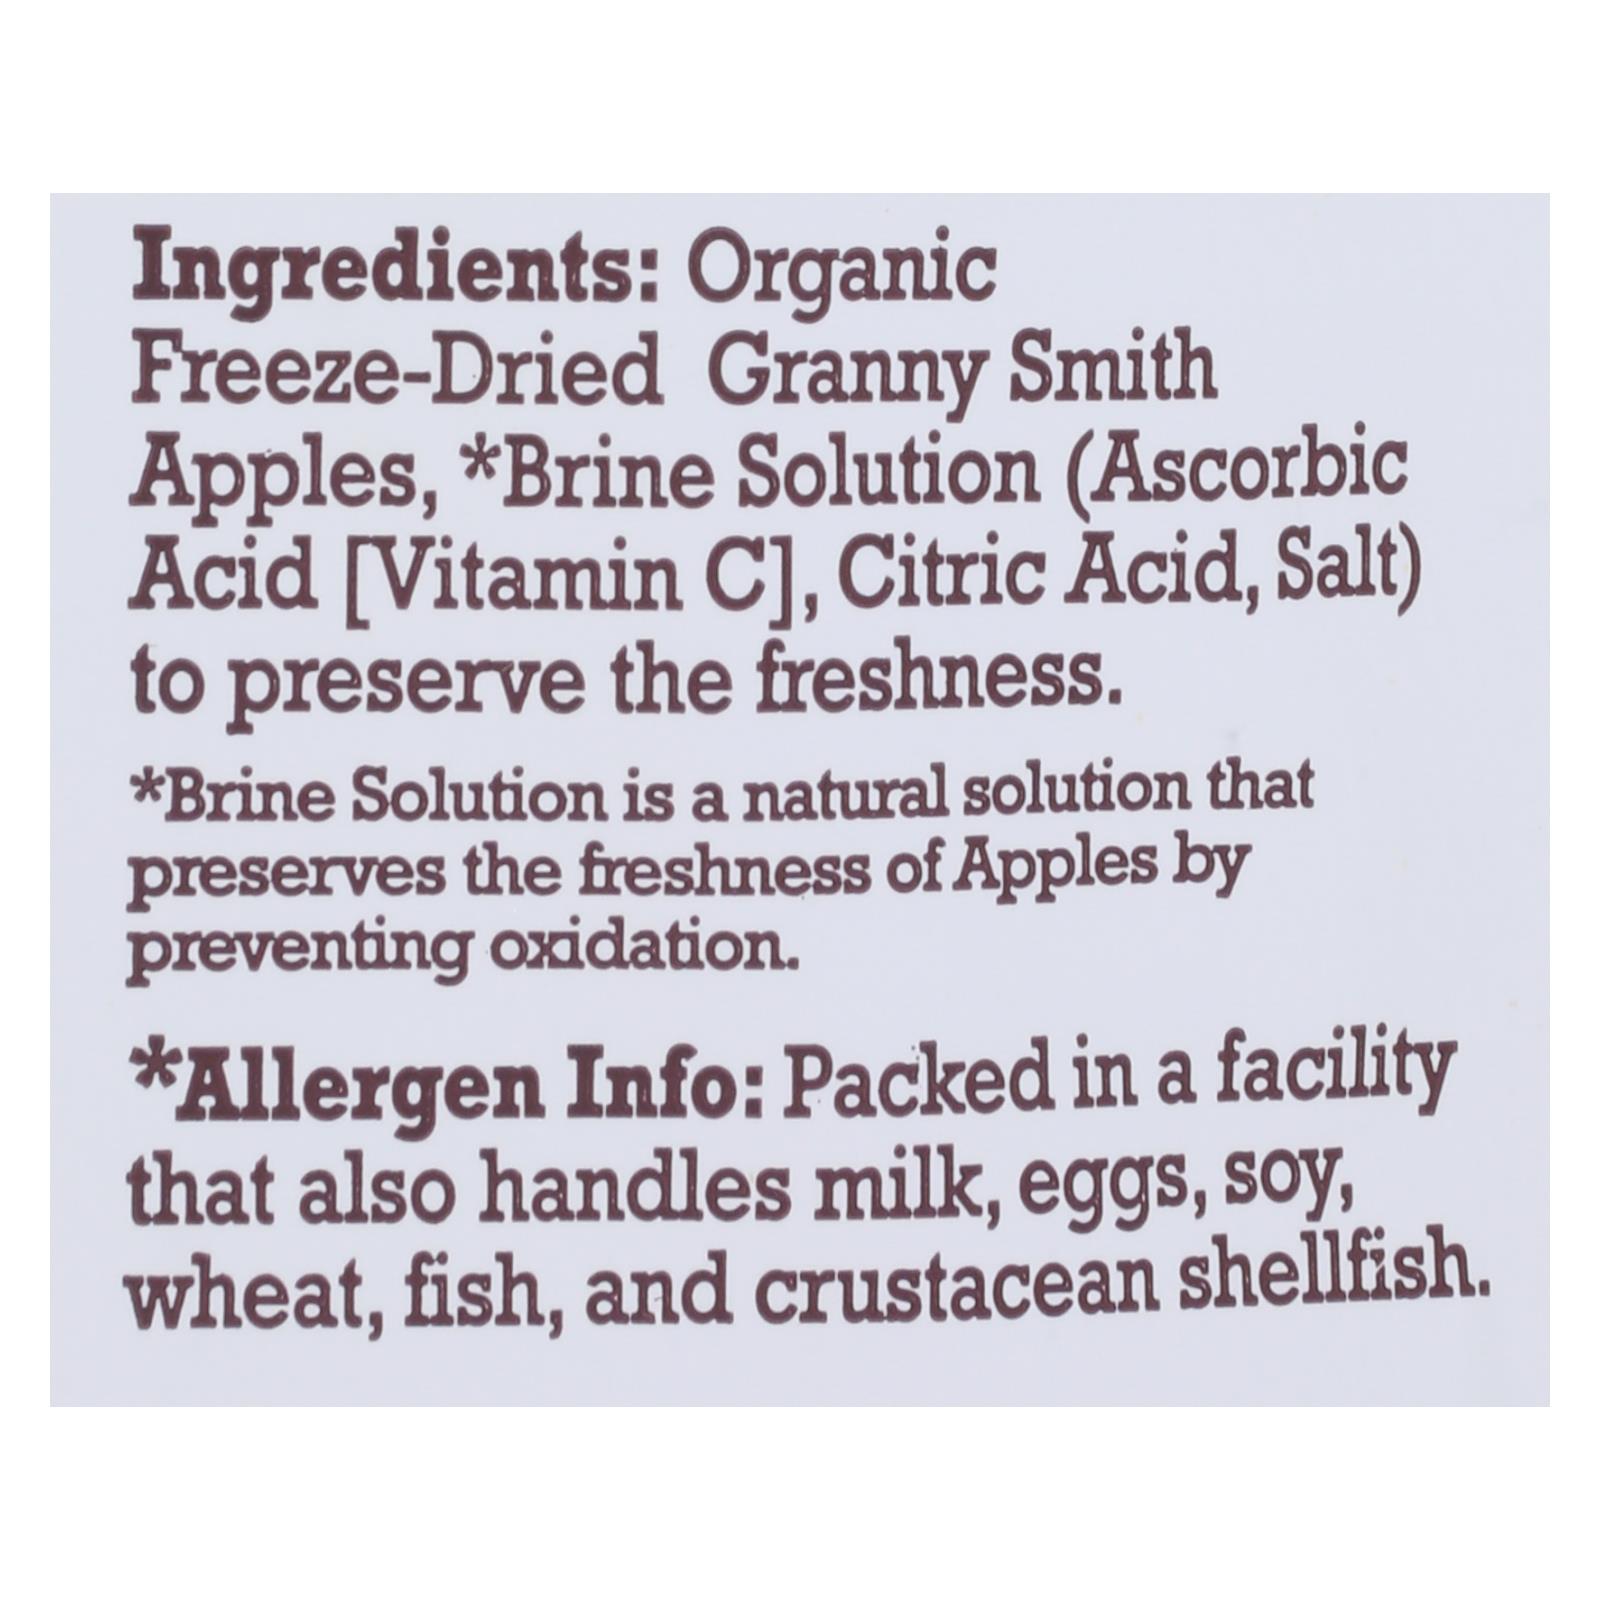 Ingredients: Organic
Freeze-Dried Granny Smith
Apples, *Brine Solution (Ascorbic
Acid [Vitamin C], Citric Acid, Salt)
to preserve the freshness.
*Brine Solution is a natural solution that
preserves the freshness of Apples by
preventing oxidation.
*Allergen Info: Packed in a facility
that also handles milk, eggs, soy,
wheat, fish, and crustacean shellfish.